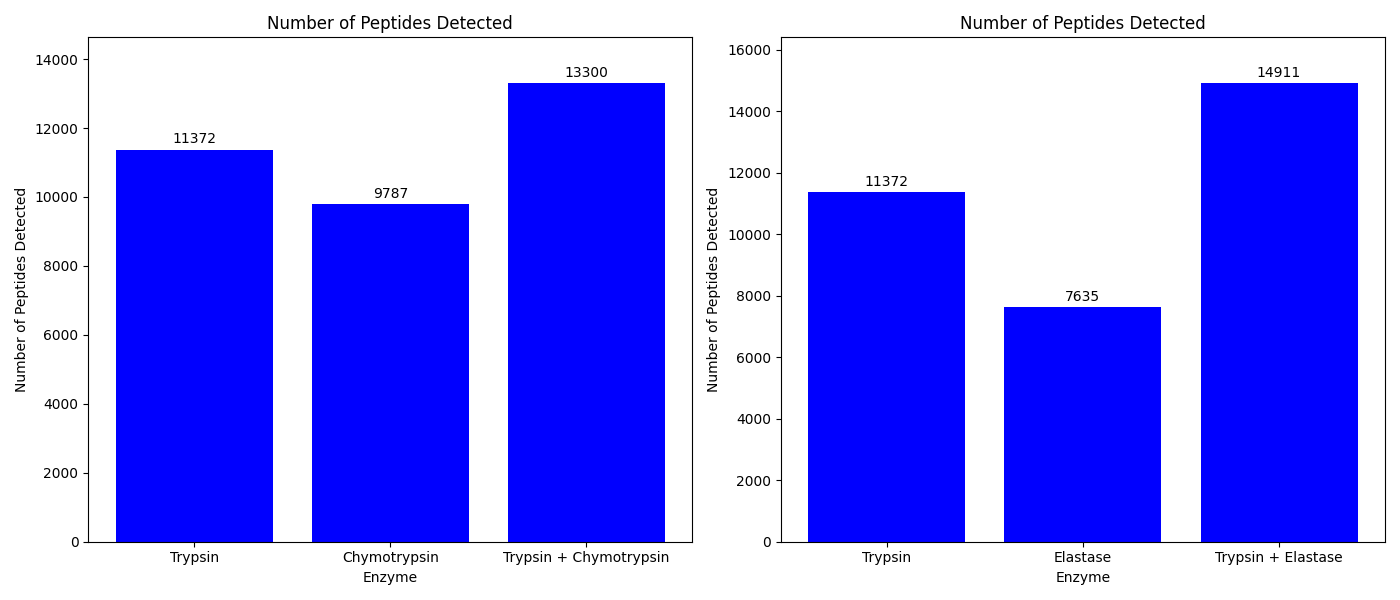 Number of Peptides Detected
Number of Peptides Detected
14000
12000
10000
8000
6000
4000
2000
0
13300
11372
9787
Trypsin Chymotrypsin Trypsin + Chymotrypsin
Enzyme
Number of Peptides Detected
Number of Peptides Detected
16000
14000
12000
10000
8000
6000
4000
2000
0
14911
11372
7635
Trypsin Elastase Trypsin + Elastase
Enzyme